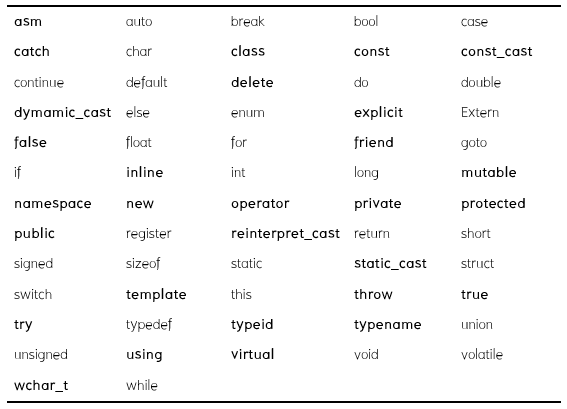 asm auto break bool case
catch char class const const_cast
continue default delete do double
dymamic_cast else enum explicit Extern
false float for friend goto
if inline int long mutable
namespace new operator private protected
public register reinterpret_cast return short
signed sizeof static static_cast struct
switch template this throw true
try typedef typeid typename union
unsigned using virtual void volatile
wchar_t while